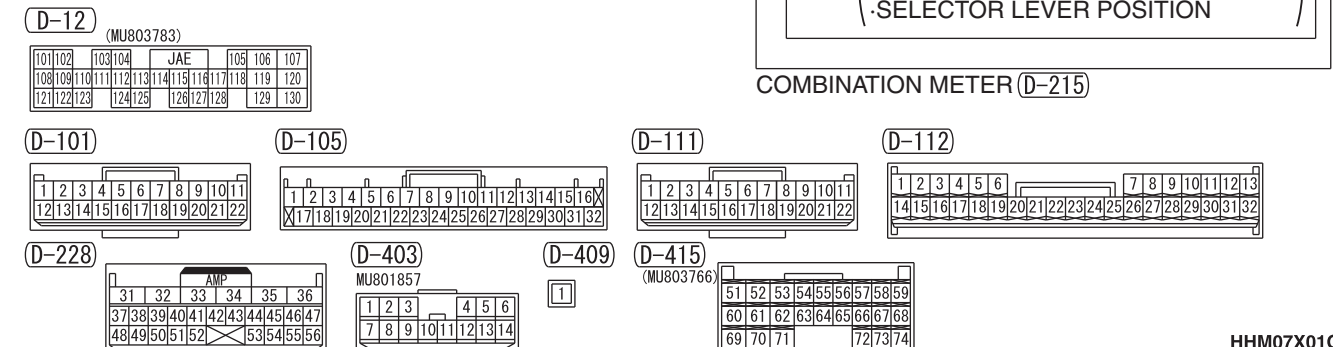 ·SELECTOR LEVER POSITION
COMBINATION METER (D-215)
(D-12)
(MU803783)
101 102 103 104 JAE 105 106 107
108 109 110 111 112 113 114 115 116 117 118 119 120
121 122 123 124 125 126 127 128 129 130
(D-101)
1 2 3 4 5 6 7 8 9 10 11
12 13 14 15 16 17 18 19 20 21 22
(D-105)
1 2 3 4 5 6 7 8 9 10 11 12 13 14 15 16
17 18 19 20 21 22 23 24 25 26 27 28 29 30 31 32
(D-111)
1 2 3 4 5 6 7 8 9 10 11
12 13 14 15 16 17 18 19 20 21 22
(D-112)
1 2 3 4 5 6 7 8 9 10 11 12 13
14 15 16 17 18 19 20 21 22 23 24 25 26 27 28 29 30 31 32
(D-228)
AMP
31 32 33 34 35 36
37 38 39 40 41 42 43 44 45 46 47
48 49 50 51 52 53 54 55 56
(D-403)
MU801857
1 2 3 4 5 6
7 8 9 10 11 12 13 14
(D-409)
1
(D-415)
(MU803766)
51 52 53 54 55 56 57 58 59
60 61 62 63 64 65 66 67 68
69 70 71 72 73 74